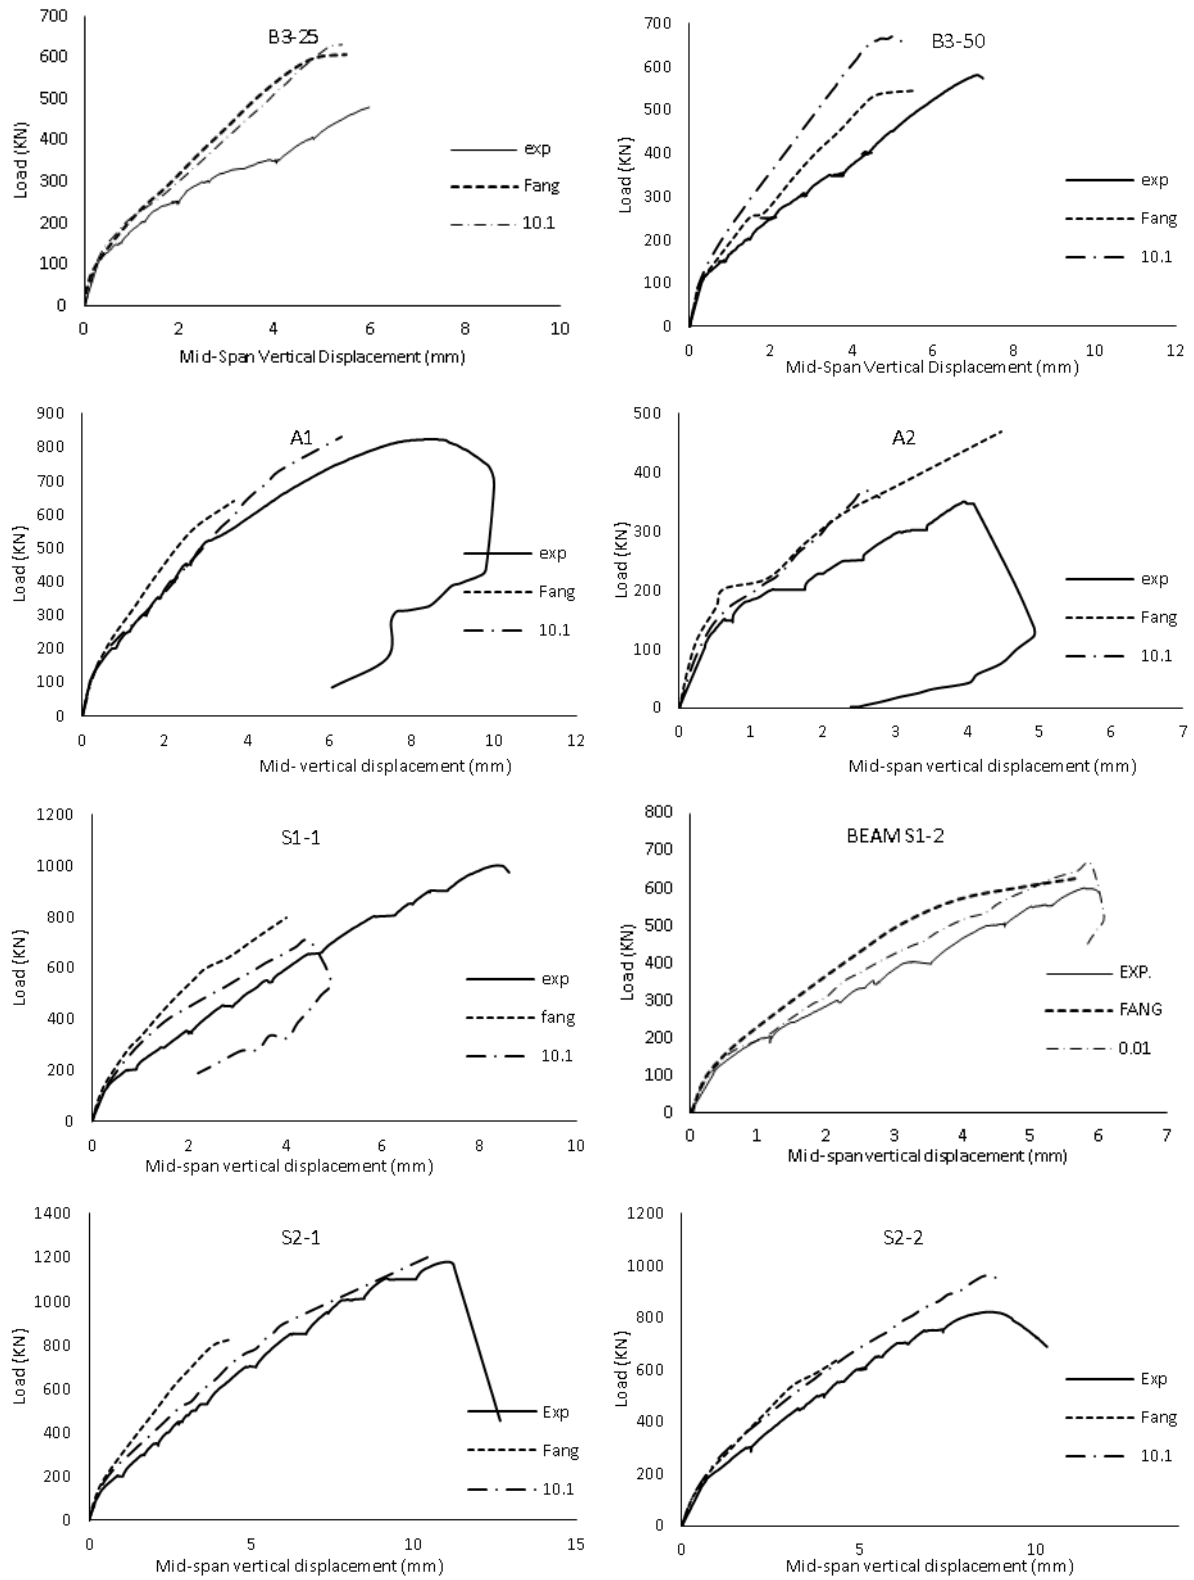 B3-25
700
600
500
400
300
200
100
0
Load (KN)
exp
Fang
10.1
0 2 4 6 8 10
Mid-Span Vertical Displacement (mm)
B3-50
700
600
500
400
300
200
100
0
Load (KN)
exp
Fang
10.1
0 2 4 6 8 10 12
Mid-Span Vertical Displacement (mm)
A1
900
800
700
600
500
400
300
200
100
0
Load (KN)
exp
Fang
10.1
0 2 4 6 8 10 12
Mid- vertical displacement (mm)
A2
500
400
300
200
100
0
Load (KN)
exp
Fang
10.1
0 1 2 3 4 5 6 7
Mid-span vertical displacement (mm)
S1-1
1200
1000
800
600
400
200
0
Load (KN)
exp
fang
10.1
0 2 4 6 8 10
Mid-span vertical displacement (mm)
BEAM S1-2
800
700
600
500
400
300
200
100
0
Load (KN)
EXP.
FANG
0.01
0 1 2 3 4 5 6 7
Mid-span vertical displacement (mm)
S2-1
1400
1200
1000
800
600
400
200
0
Load (KN)
Exp
Fang
10.1
0 5 10 15
Mid-span vertical displacement (mm)
S2-2
1200
1000
800
600
400
200
0
Load (KN)
Exp
Fang
10.1
0 5 10
Mid-span vertical displacement (mm)